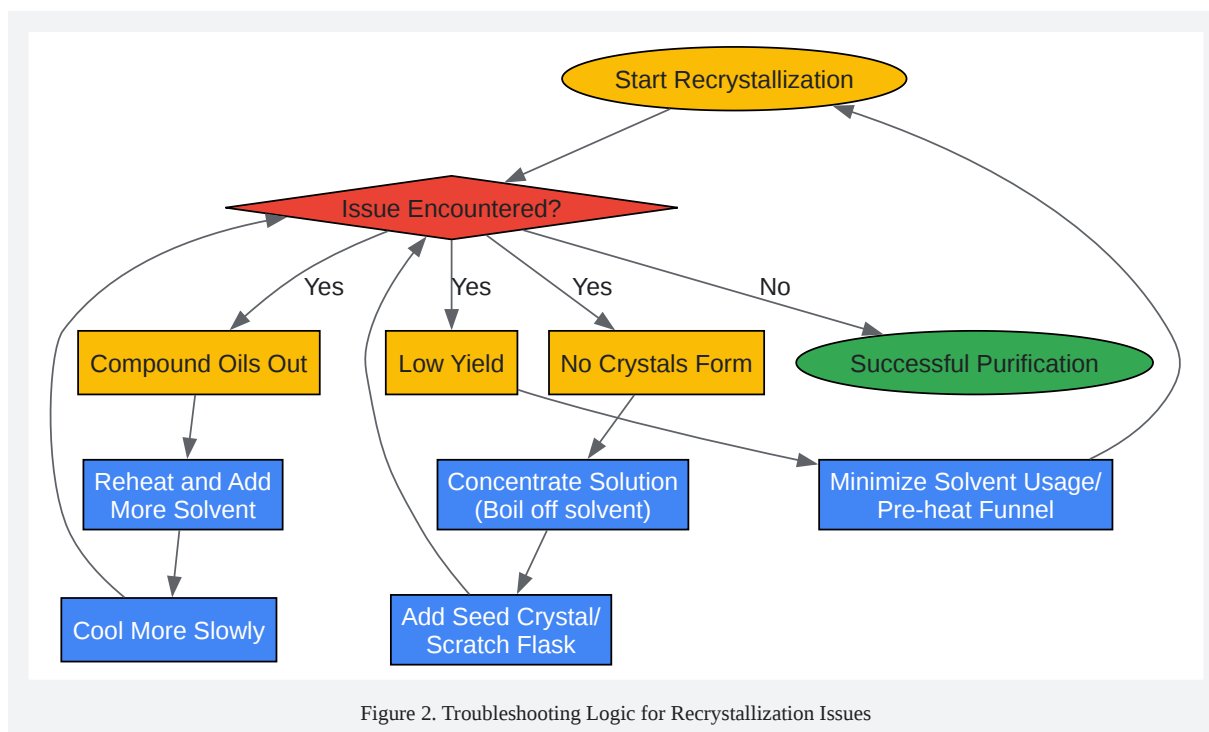 Start Recrystallization
Issue Encountered?
Yes
Yes
Yes
No
Compound Oils Out
Low Yield
No Crystals Form
Successful Purification
Reheat and Add
More Solvent
Concentrate Solution
(Boil off solvent)
Minimize Solvent Usage/
Pre-heat Funnel
Cool More Slowly
Add Seed Crystal/
Scratch Flask
Figure 2. Troubleshooting Logic for Recrystallization Issues